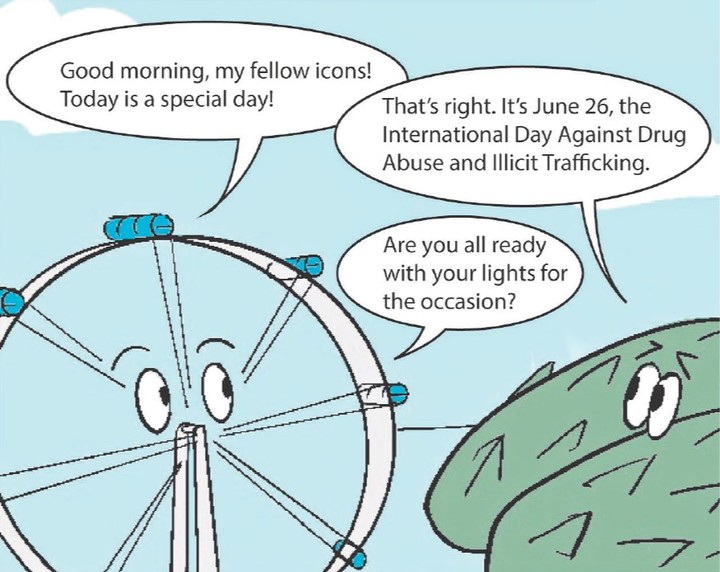 Good morning, my fellow icons!
Today is a special day!
That's right. It's June 26, the
International Day Against Drug
Abuse and Illicit Trafficking.
Are you all ready
with your lights for
the occasion?